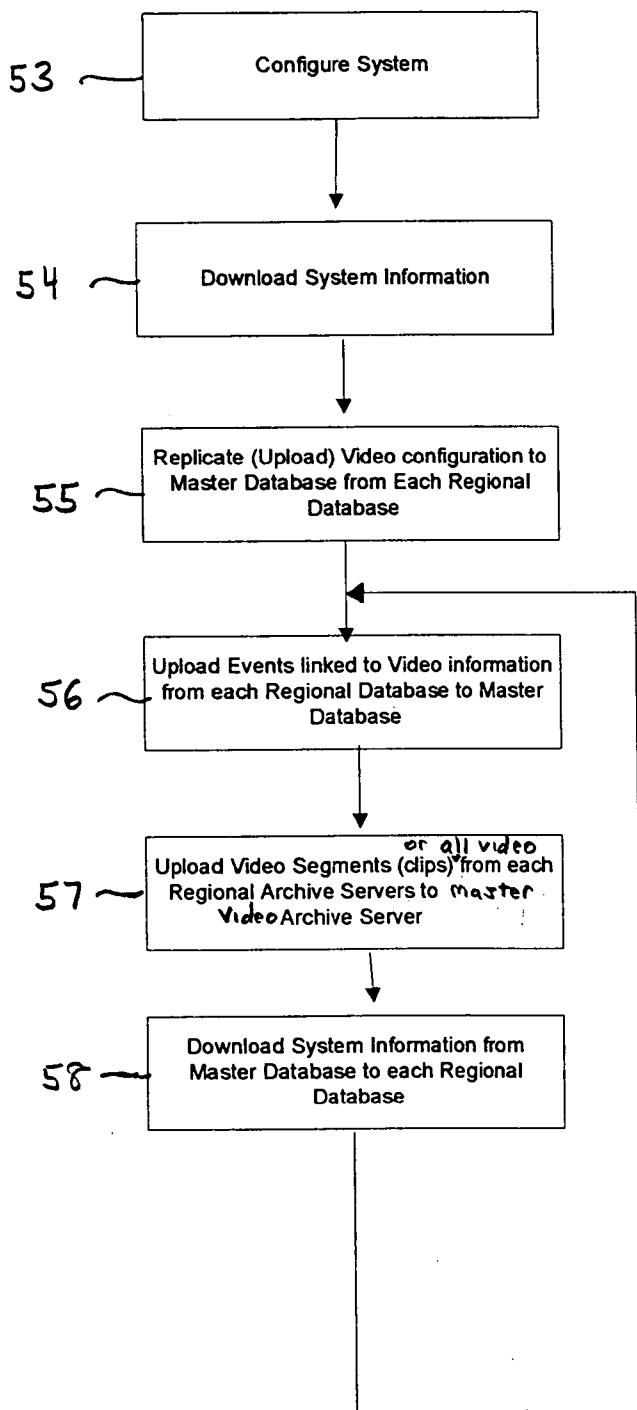 53
Configure System
54
Download System Information
55
Replicate (Upload) Video configuration to
Master Database from Each Regional
Database
56
Upload Events linked to Video information
from each Regional Database to Master
Database
57
or all video
Upload Video Segments (clips) from each
Regional Archive Servers to master
Video Archive Server
58
Download System Information from
Master Database to each Regional
Database